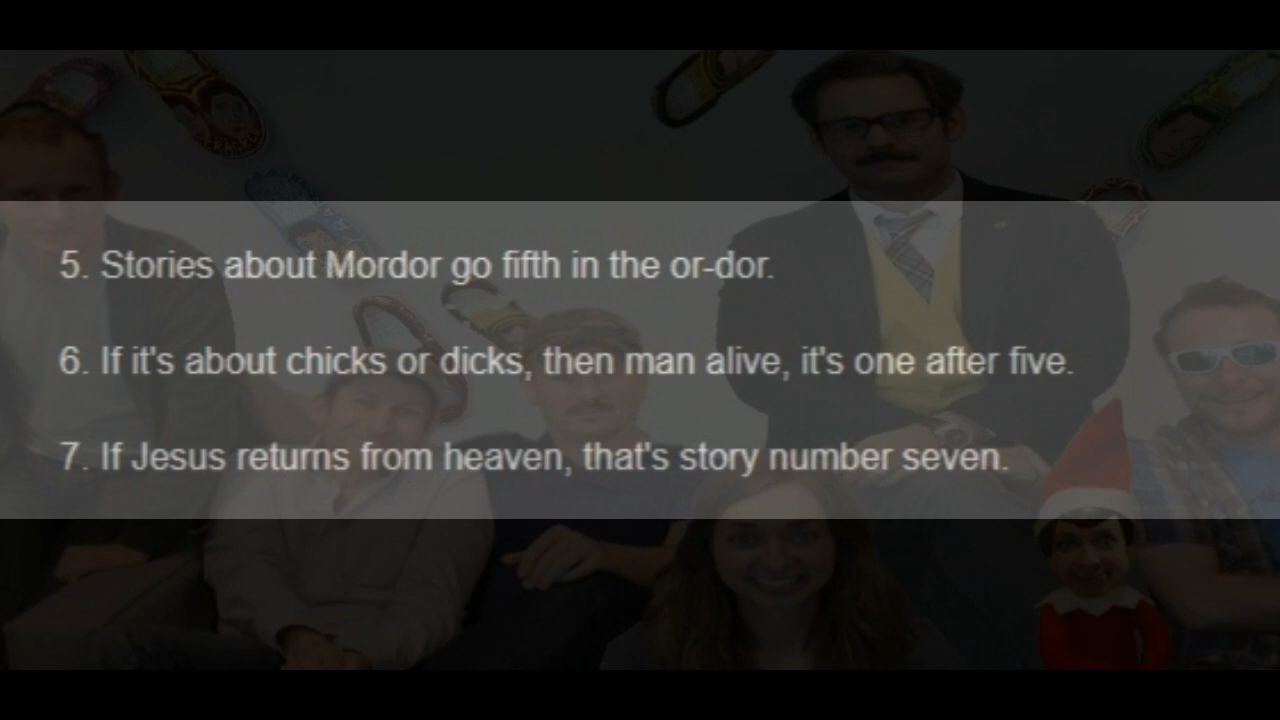 5. Stories about Mordor go fifth in the or-dor.
6. If it's about chicks or dicks, then man alive, it's one after five.
7. If Jesus returns from heaven, that's story number seven.